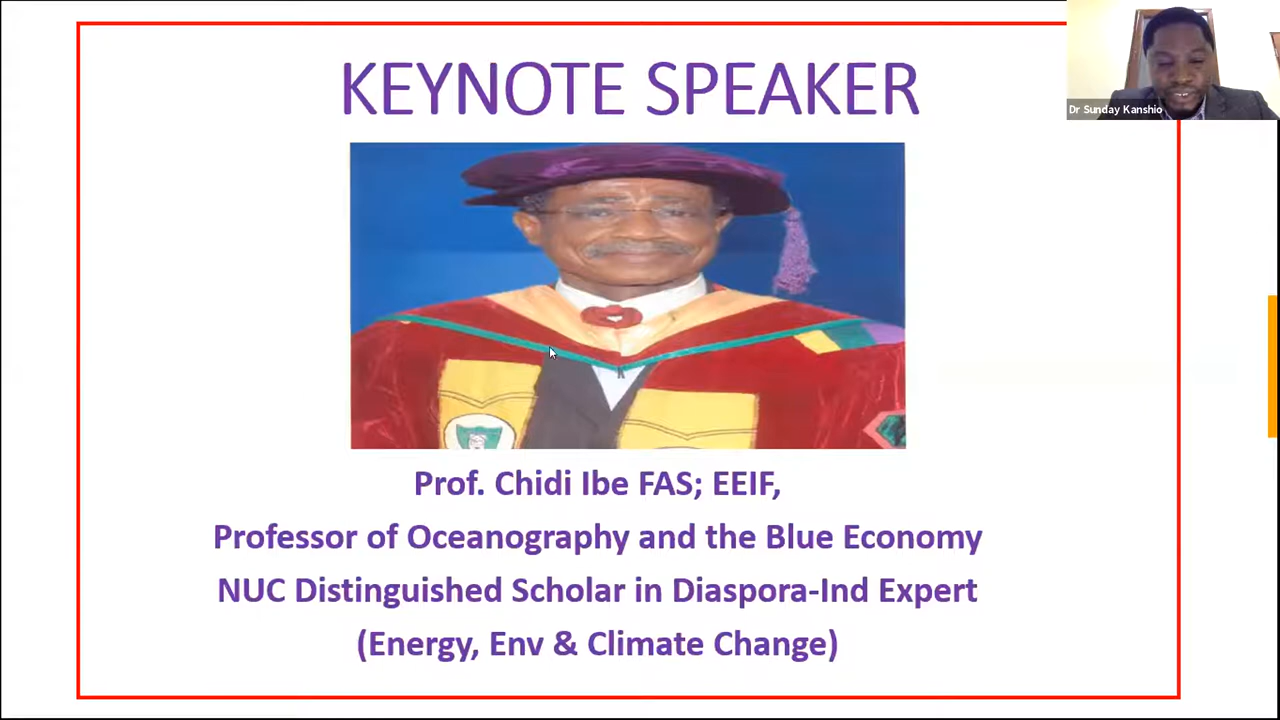 KEYNOTE SPEAKER
Dr Sunday Kanshio
Prof. Chidi Ibe FAS; EEIF,
Professor of Oceanography and the Blue Economy
NUC Distinguished Scholar in Diaspora-Ind Expert
(Energy, Env & Climate Change)